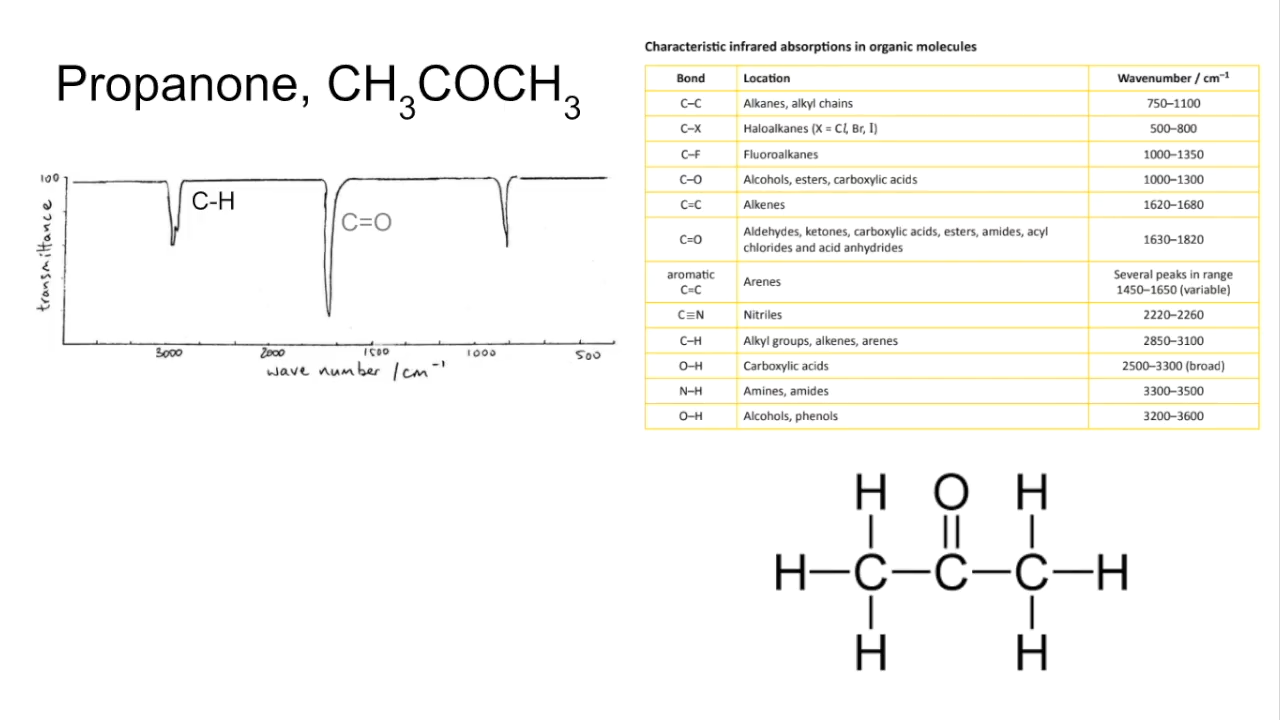 Propanone, CH₃COCH₃
100
transmittance
C-H
C=O
3000 2000 1500 1000 500
wave number /cm⁻¹
Characteristic infrared absorptions in organic molecules
Bond Location Wavenumber / cm⁻¹
C–C Alkanes, alkyl chains 750–1100
C–X Haloalkanes (X = Cl, Br, I) 500–800
C–F Fluoroalkanes 1000–1350
C–O Alcohols, esters, carboxylic acids 1000–1300
C=C Alkenes 1620–1680
C=O Aldehydes, ketones, carboxylic acids, esters, amides, acyl
chlorides and acid anhydrides 1630–1820
aromatic
C=C Arenes Several peaks in range
1450–1650 (variable)
C≡N Nitriles 2220–2260
C–H Alkyl groups, alkenes, arenes 2850–3100
O–H Carboxylic acids 2500–3300 (broad)
N–H Amines, amides 3300–3500
O–H Alcohols, phenols 3200–3600
H O H
H–C–C–C–H
H H